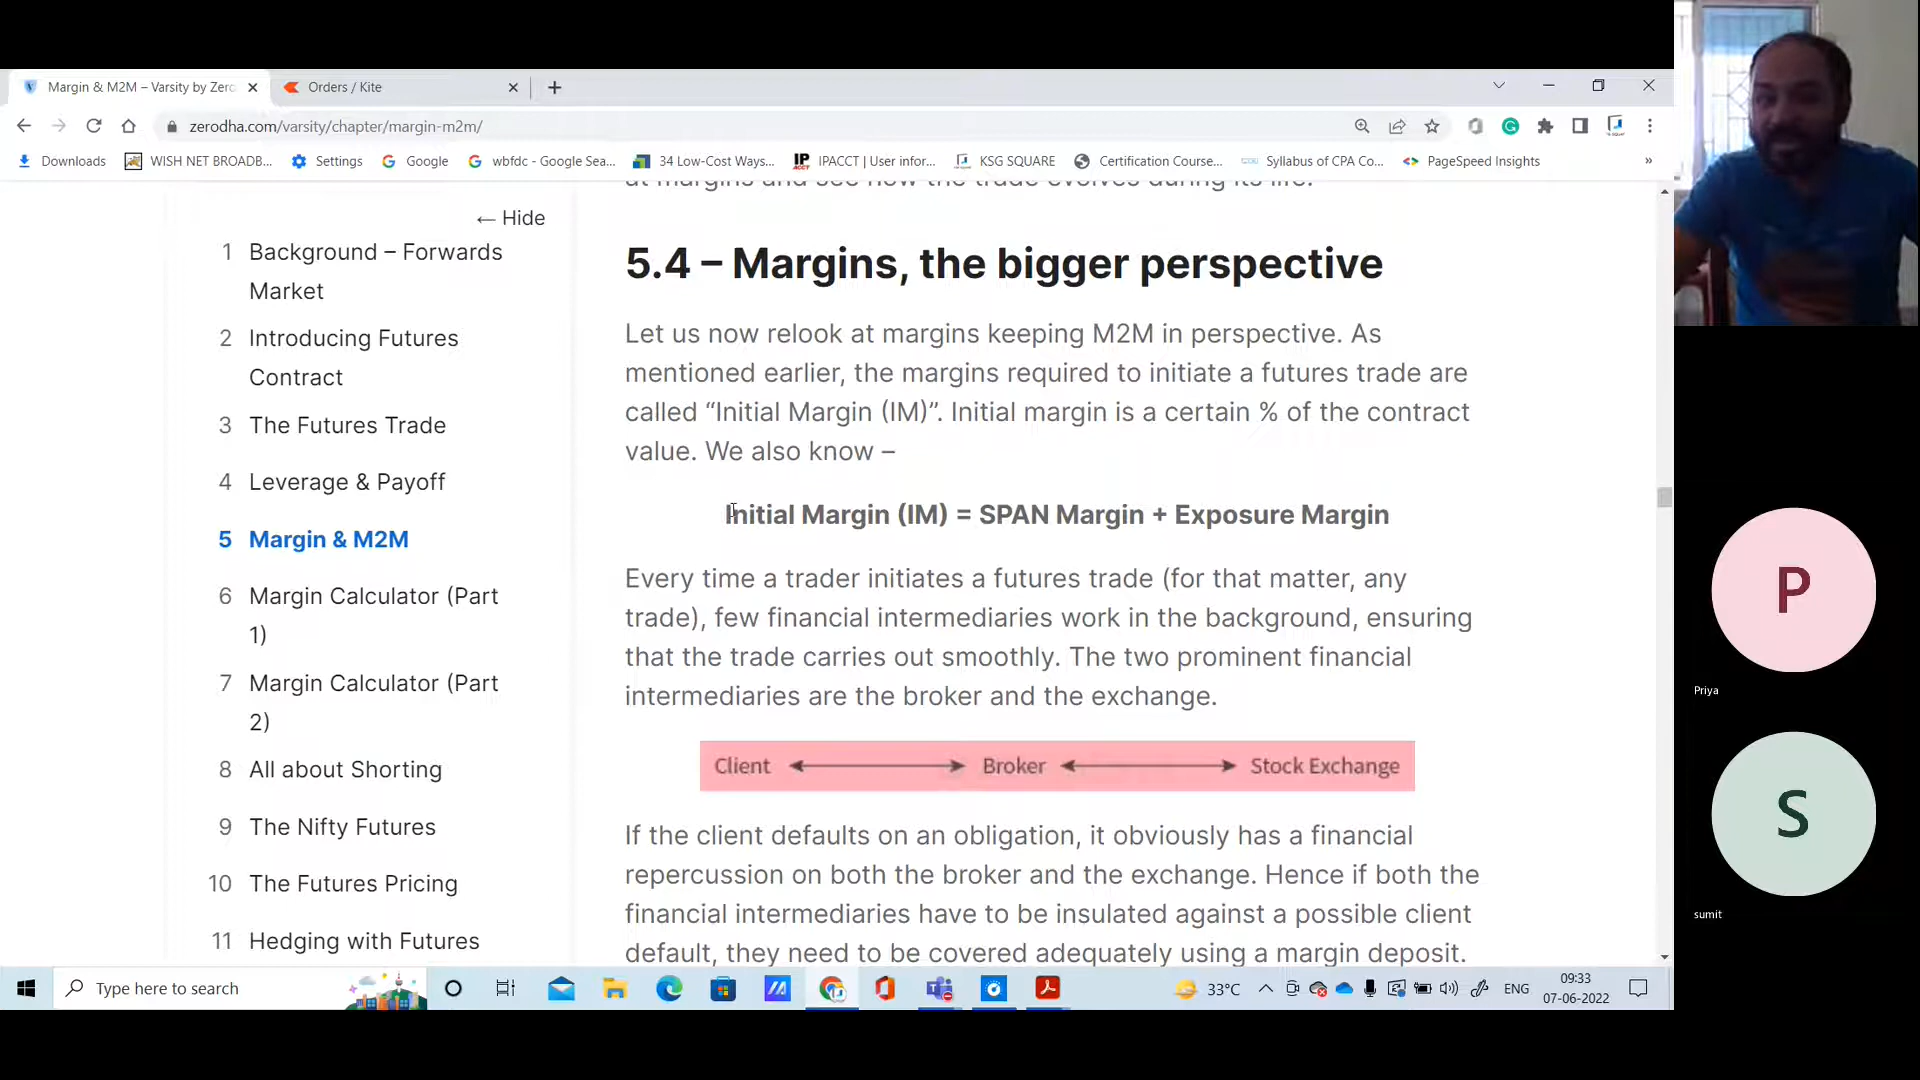 Margin & M2M – Varsity by Zero
Orders / Kite
zerodha.com/varsity/chapter/margin-m2m/
Downloads
WISH NET BROADB...
Settings
Google
wbfdc - Google Sea...
34 Low-Cost Ways...
IPACCT | User infor...
KSG SQUARE
Certification Course...
Syllabus of CPA Co...
PageSpeed Insights
»
at margins and see how the trade evolves during its life.
← Hide
1 Background – Forwards
Market
2 Introducing Futures
Contract
3 The Futures Trade
4 Leverage & Payoff
5 Margin & M2M
6 Margin Calculator (Part
1)
7 Margin Calculator (Part
2)
8 All about Shorting
9 The Nifty Futures
10 The Futures Pricing
11 Hedging with Futures
5.4 – Margins, the bigger perspective
Let us now relook at margins keeping M2M in perspective. As
mentioned earlier, the margins required to initiate a futures trade are
called “Initial Margin (IM)”. Initial margin is a certain % of the contract
value. We also know –
Initial Margin (IM) = SPAN Margin + Exposure Margin
Every time a trader initiates a futures trade (for that matter, any
trade), few financial intermediaries work in the background, ensuring
that the trade carries out smoothly. The two prominent financial
intermediaries are the broker and the exchange.
Client Broker Stock Exchange
If the client defaults on an obligation, it obviously has a financial
repercussion on both the broker and the exchange. Hence if both the
financial intermediaries have to be insulated against a possible client
default, they need to be covered adequately using a margin deposit.
P
Priya
S
sumit
Type here to search
33°C
ENG
09:33
07-06-2022